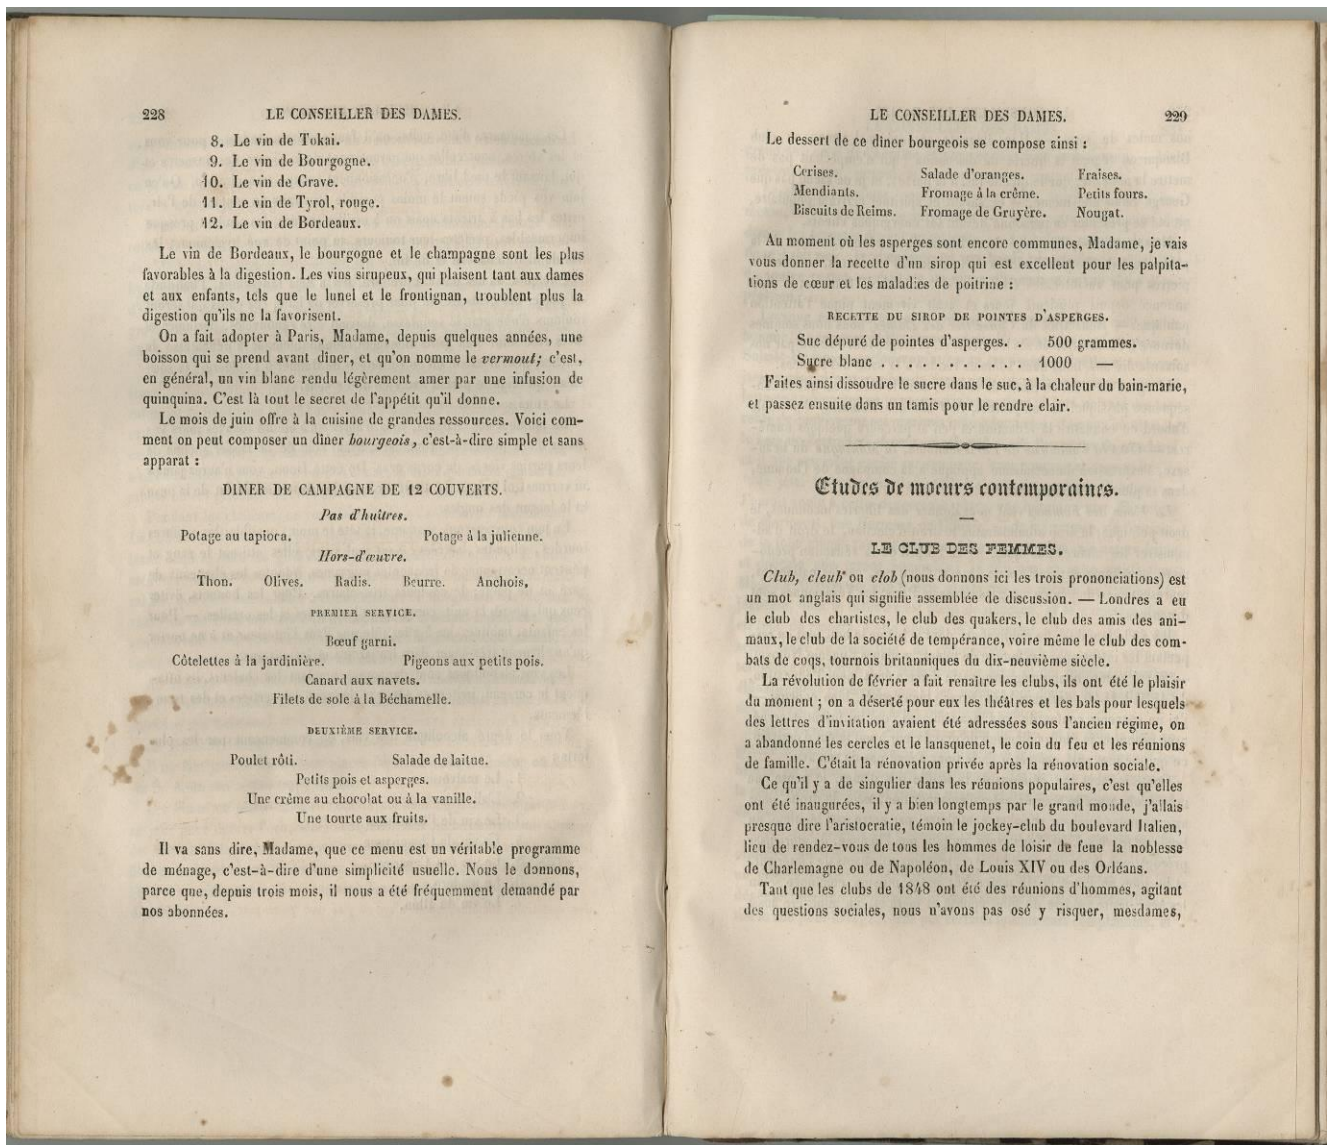 228 LE CONSEILLER DES DAMES.
8. Le vin de Tokai.
9. Le vin de Bourgogne.
10. Le vin de Grave.
11. Le vin de Tyrol, rouge.
12. Le vin de Bordeaux.
Le vin de Bordeaux, le bourgogne et le champagne sont les plus
favorables à la digestion. Les vins sirupeux, qui plaisent tant aux dames
et aux enfants, tels que le lunel et le frontignan, troublent plus la
digestion qu'ils ne la favorisent.
On a fait adopter à Paris, Madame, depuis quelques années, une
boisson qui se prend avant dîner, et qu'on nomme le vermout; c'est,
en général, un vin blanc rendu légèrement amer par une infusion de
quinquina. C'est là tout le secret de l'appétit qu'il donne.
Le mois de juin offre à la cuisine de grandes ressources. Voici com-
ment on peut composer un dîner bourgeois, c'est-à-dire simple et sans
apparat :
DINER DE CAMPAGNE DE 12 COUVERTS.
Pas d'huîtres.
Potage au tapioca. Potage à la julienne.
Hors-d'œuvre.
Thon. Olives. Radis. Beurre. Anchois.
PREMIER SERVICE.
Bœuf garni.
Côtelettes à la jardinière. Pigeons aux petits pois.
Canard aux navets.
Filets de sole à la Béchamelle.
DEUXIÈME SERVICE.
Poulet rôti. Salade de laitue.
Petits pois et asperges.
Une crème au chocolat ou à la vanille.
Une tourte aux fruits.
Il va sans dire, Madame, que ce menu est un véritable programme
de ménage, c'est-à-dire d'une simplicité usuelle. Nous le donnons,
parce que, depuis trois mois, il nous a été fréquemment demandé par
nos abonnées.
LE CONSEILLER DES DAMES. 229
Le dessert de ce dîner bourgeois se compose ainsi :
Cerises. Salade d'oranges. Fraises.
Mendiants. Fromage à la crème. Petits fours.
Biscuits de Reims. Fromage de Gruyère. Nougat.
Au moment où les asperges sont encore communes, Madame, je vais
vous donner la recette d'un sirop qui est excellent pour les palpita-
tions de cœur et les maladies de poitrine :
RECETTE DU SIROP DE POINTES D'ASPERGES.
Suc dépuré de pointes d'asperges. . 500 grammes.
Sucre blanc . . . . . . . . . . . 1000 —
Faites ainsi dissoudre le sucre dans le suc, à la chaleur du bain-marie,
et passez ensuite dans un tamis pour le rendre clair.
Etudes de moeurs contemporaines.
LE CLUB DES FEMMES.
Club, cleub ou clob (nous donnons ici les trois prononciations) est
un mot anglais qui signifie assemblée de discussion. — Londres a eu
le club des chartistes, le club des quakers, le club des amis des ani-
maux, le club de la société de tempérance, voire même le club des com-
bats de coqs, tournois britanniques du dix-neuvième siècle.
La révolution de février a fait renaître les clubs, ils ont été le plaisir
du moment ; on a déserté pour eux les théâtres et les bals pour lesquels
des lettres d'invitation avaient été adressées sous l'ancien régime, on
a abandonné les cercles et le lansquenet, le coin du feu et les réunions
de famille. C'était la rénovation privée après la rénovation sociale.
Ce qu'il y a de singulier dans les réunions populaires, c'est qu'elles
ont été inaugurées, il y a bien longtemps par le grand monde, j'allais
presque dire l'aristocratie, témoin le jockey-club du boulevard Italien,
lieu de rendez-vous de tous les hommes de loisir de feue la noblesse
de Charlemagne ou de Napoléon, de Louis XIV ou des Orléans.
Tant que les clubs de 1848 ont été des réunions d'hommes, agitant
des questions sociales, nous n'avons pas osé y risquer, mesdames,